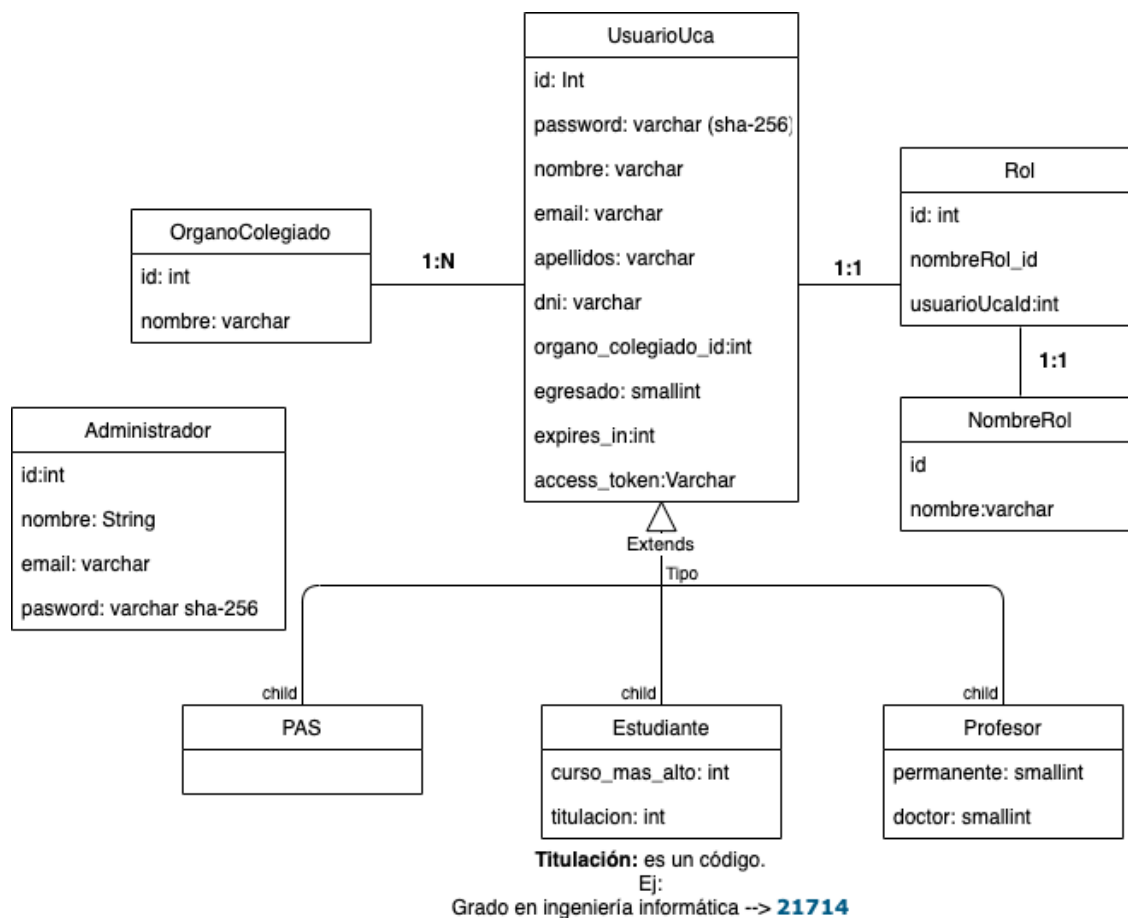 UsuarioUca
id: Int
password: varchar (sha-256)
nombre: varchar
email: varchar
apellidos: varchar
dni: varchar
organo_colegiado_id:int
egresado: smallint
expires_in:int
access_token:Varchar
OrganoColegiado
id: int
nombre: varchar
1:N
1:1
Rol
id: int
nombreRol_id
usuarioUcaId:int
1:1
NombreRol
id
nombre:varchar
Administrador
id:int
nombre: String
email: varchar
pasword: varchar sha-256
Extends
Tipo
child
child
child
PAS
Estudiante
curso_mas_alto: int
titulacion: int
Profesor
permanente: smallint
doctor: smallint
Titulación: es un código.
Ej:
Grado en ingeniería informática --> 21714